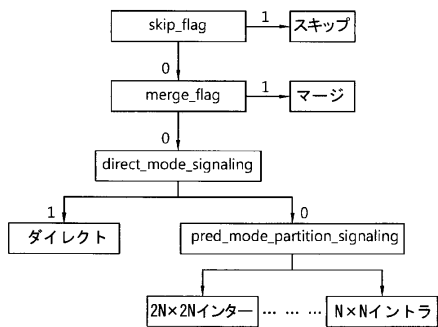 skip_flag
1
スキップ
0
merge_flag
1
マージ
0
direct_mode_signaling
1
0
ダイレクト
pred_mode_partition_signaling
2N×2Nインター … … … N×Nイントラ